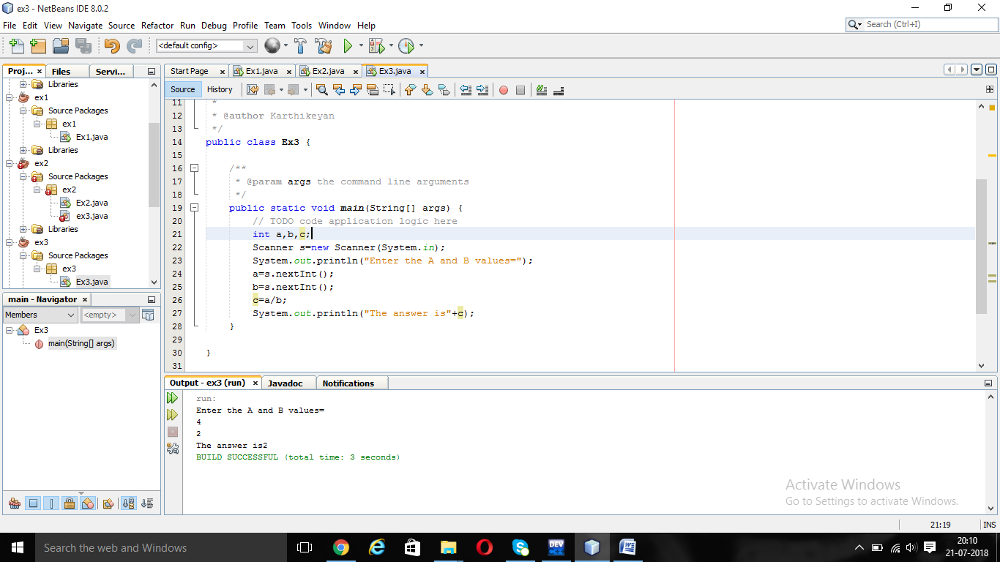 ex3 - NetBeans IDE 8.0.2
File Edit View Navigate Source Refactor Run Debug Profile Team Tools Window Help
Search (Ctrl+I)
<default config>
Proj... × Files Servi...
Libraries
ex1
Source Packages
ex1
Ex1.java
Libraries
ex2
Source Packages
ex2
Ex2.java
ex3.java
Libraries
ex3
Source Packages
ex3
Ex3.java
main - Navigator ×
Members <empty>
Ex3
main(String[] args)
Start Page × Ex1.java × Ex2.java × Ex3.java ×
Source History
11 *
12 * @author Karthikeyan
13 */
14 public class Ex3 {
15
16 /**
17 * @param args the command line arguments
18 */
19 public static void main(String[] args) {
20 // TODO code application logic here
21 int a,b,c;
22 Scanner s=new Scanner(System.in);
23 System.out.println("Enter the A and B values=");
24 a=s.nextInt();
25 b=s.nextInt();
26 c=a/b;
27 System.out.println("The answer is"+c);
28 }
29
30 }
31
Output - ex3 (run) × Javadoc Notifications
run:
Enter the A and B values=
4
2
The answer is2
BUILD SUCCESSFUL (total time: 3 seconds)
Activate Windows
Go to Settings to activate Windows.
21:19 INS
Search the web and Windows
DEV
20:10
21-07-2018